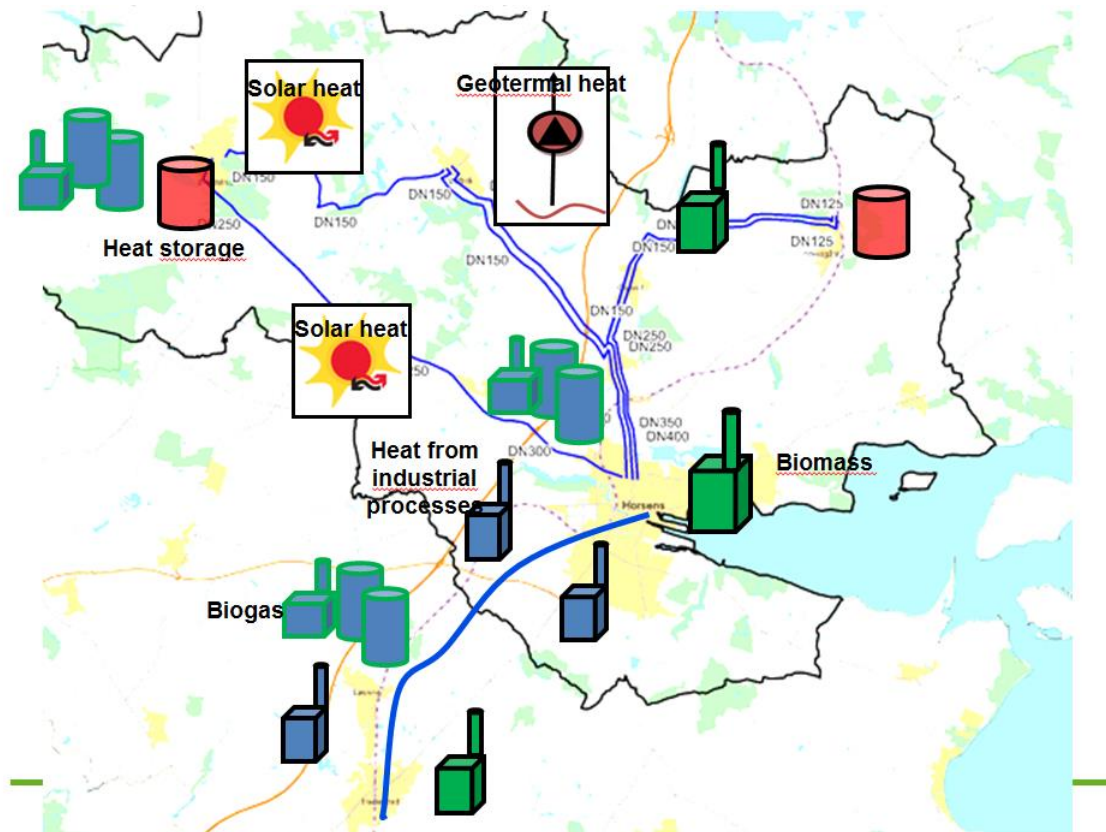 Solar heat
Geotermal heat
DN150
DN150
DN150
Heat storage
DN150
DN125
DN150
DN125
DN150
Solar heat
DN150
DN250
DN250
DN350
DN400
Heat from
industrial
processes
DN300
Biomass
Horsens
Biogas